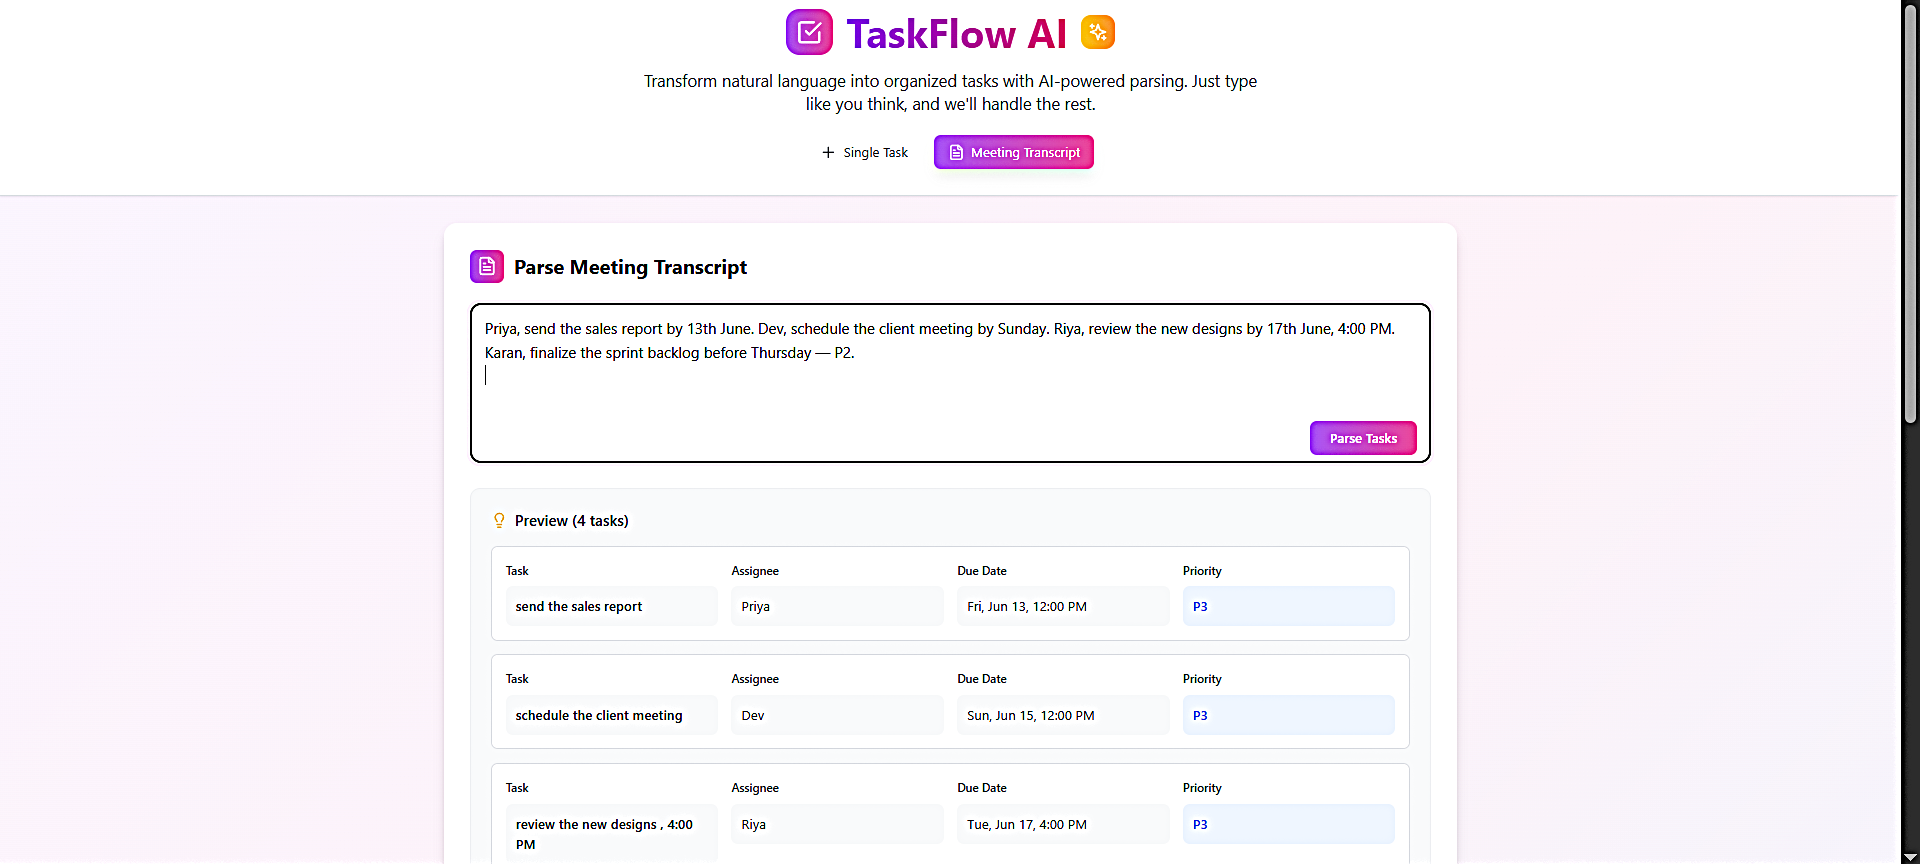 TaskFlow AI
Transform natural language into organized tasks with AI-powered parsing. Just type
like you think, and we'll handle the rest.
Single Task
Meeting Transcript
Parse Meeting Transcript
Priya, send the sales report by 13th June. Dev, schedule the client meeting by Sunday. Riya, review the new designs by 17th June, 4:00 PM.
Karan, finalize the sprint backlog before Thursday — P2.
Parse Tasks
Preview (4 tasks)
Task Assignee Due Date Priority
send the sales report Priya Fri, Jun 13, 12:00 PM P3
Task Assignee Due Date Priority
schedule the client meeting Dev Sun, Jun 15, 12:00 PM P3
Task Assignee Due Date Priority
review the new designs , 4:00 Riya Tue, Jun 17, 4:00 PM P3
PM